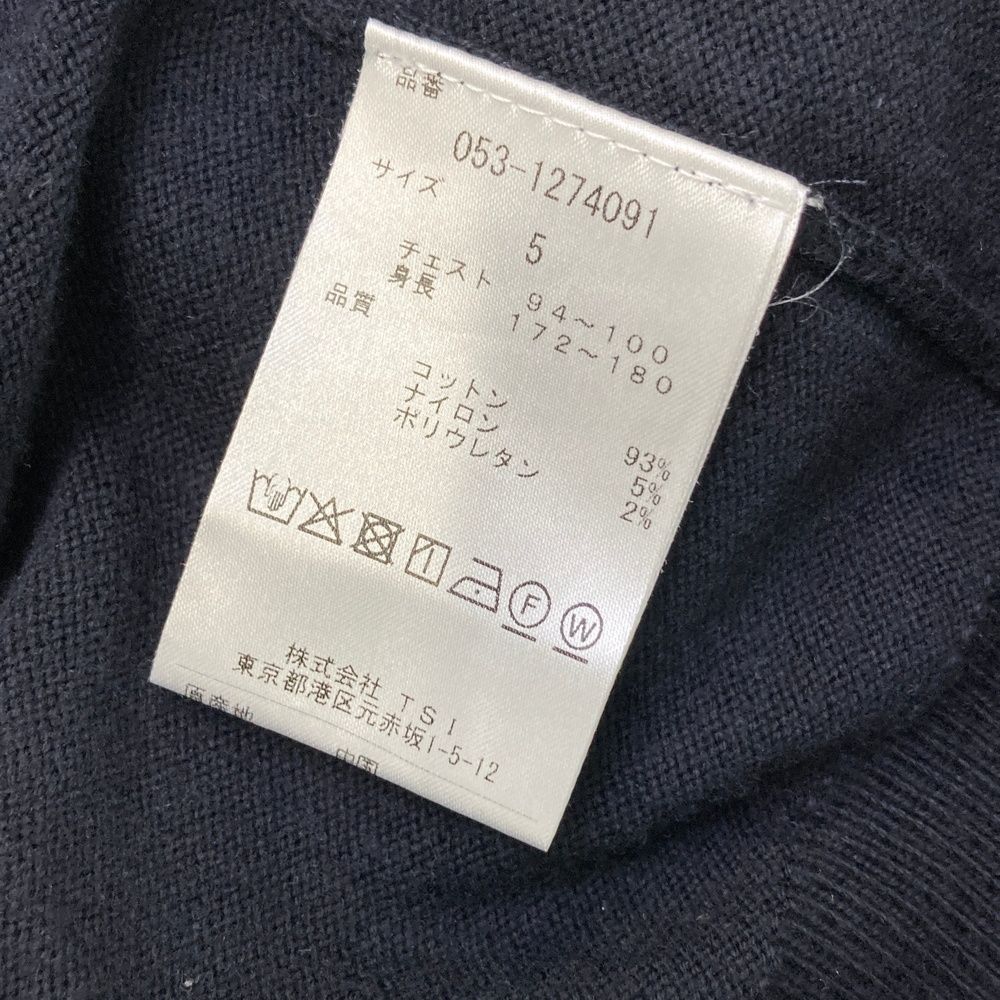 品番
053-1274091
サイズ
5
チェスト 94～100
身長 172～180
品質
コットン 93%
ナイロン 5%
ポリウレタン 2%
F W
株式会社 TSI
東京都港区元赤坂1-5-12
原産地 中国